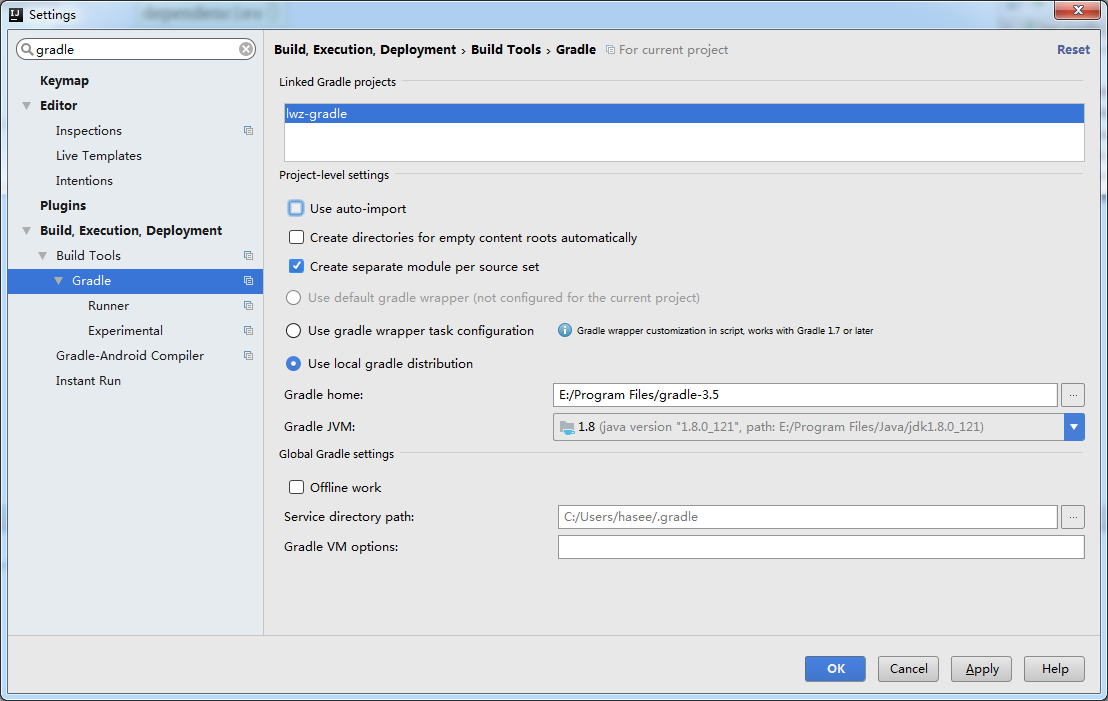 Settings
dependencies {
gradle
Build, Execution, Deployment › Build Tools › Gradle For current project Reset
Keymap
Editor
Inspections
Live Templates
Intentions
Plugins
Build, Execution, Deployment
Build Tools
Gradle
Runner
Experimental
Gradle-Android Compiler
Instant Run
Linked Gradle projects
lwz-gradle
Project-level settings
Use auto-import
Create directories for empty content roots automatically
Create separate module per source set
Use default gradle wrapper (not configured for the current project)
Use gradle wrapper task configuration Gradle wrapper customization in script, works with Gradle 1.7 or later
Use local gradle distribution
Gradle home: E:/Program Files/gradle-3.5 ...
Gradle JVM: 1.8 (java version "1.8.0_121", path: E:/Program Files/Java/jdk1.8.0_121)
Global Gradle settings
Offline work
Service directory path: C:/Users/hasee/.gradle ...
Gradle VM options:
OK Cancel Apply Help